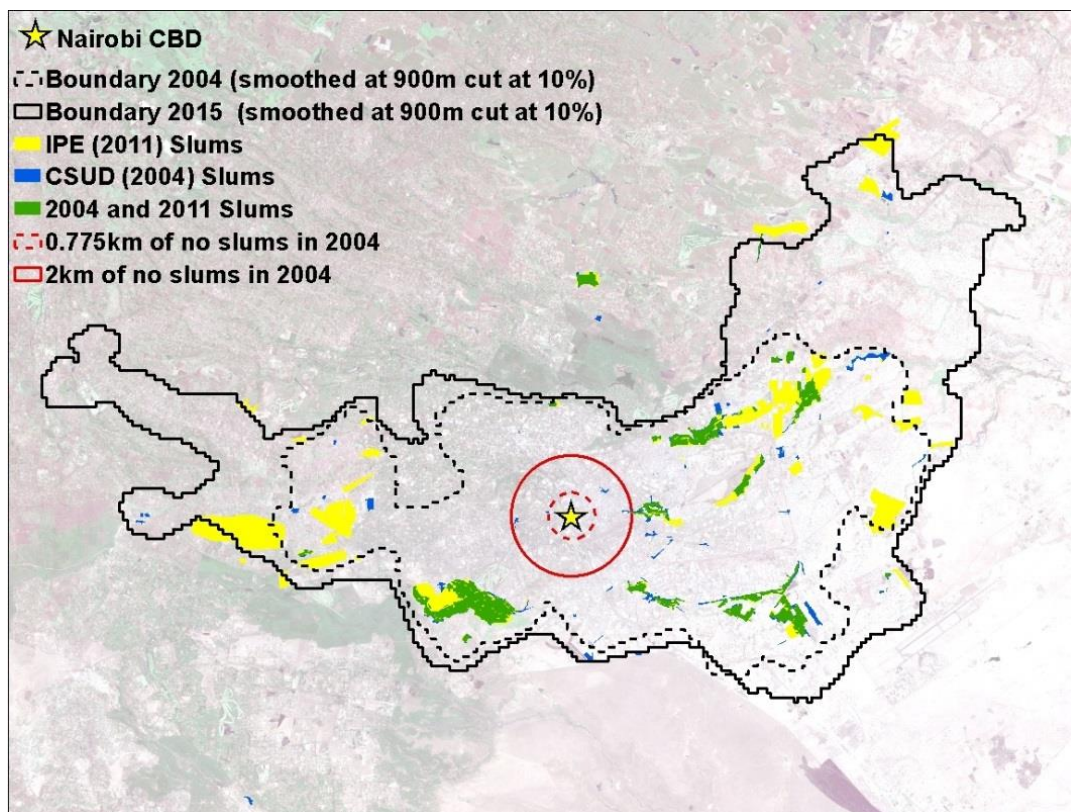 Nairobi CBD
Boundary 2004 (smoothed at 900m cut at 10%)
Boundary 2015 (smoothed at 900m cut at 10%)
IPE (2011) Slums
CSUD (2004) Slums
2004 and 2011 Slums
0.775km of no slums in 2004
2km of no slums in 2004